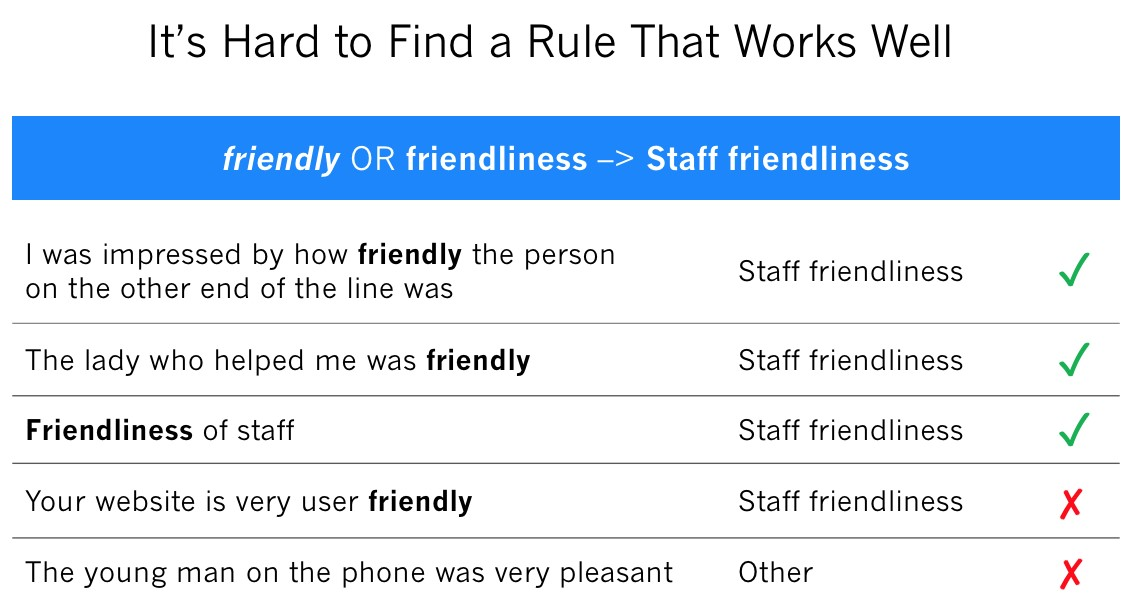 It's Hard to Find a Rule That Works Well
friendly OR friendliness –> Staff friendliness
I was impressed by how friendly the person
on the other end of the line was
Staff friendliness ✓
The lady who helped me was friendly Staff friendliness ✓
Friendliness of staff Staff friendliness ✓
Your website is very user friendly Staff friendliness ✗
The young man on the phone was very pleasant Other ✗